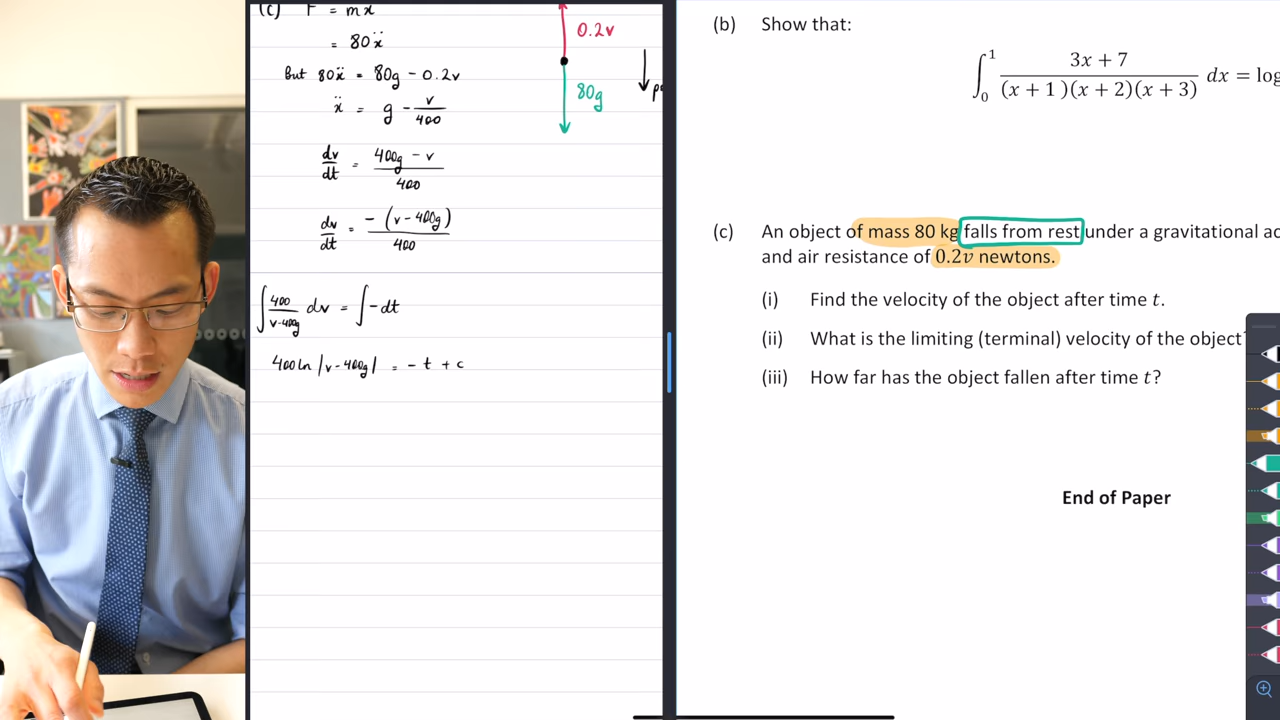 (c) F = mẍ
= 80ẍ
But 80ẍ = 80g - 0.2v
ẍ = g - v/400
dv/dt = (400g - v)/400
dv/dt = -(v - 400g)/400
∫ 400/(v-400g) dv = ∫ -dt
400 ln |v - 400g| = -t + c
0.2v
80g
(b) Show that:
∫₀¹ (3x + 7)/((x + 1)(x + 2)(x + 3)) dx = log
(c) An object of mass 80 kg falls from rest under a gravitational
and air resistance of 0.2v newtons.
(i) Find the velocity of the object after time t.
(ii) What is the limiting (terminal) velocity of the object?
(iii) How far has the object fallen after time t?
End of Paper